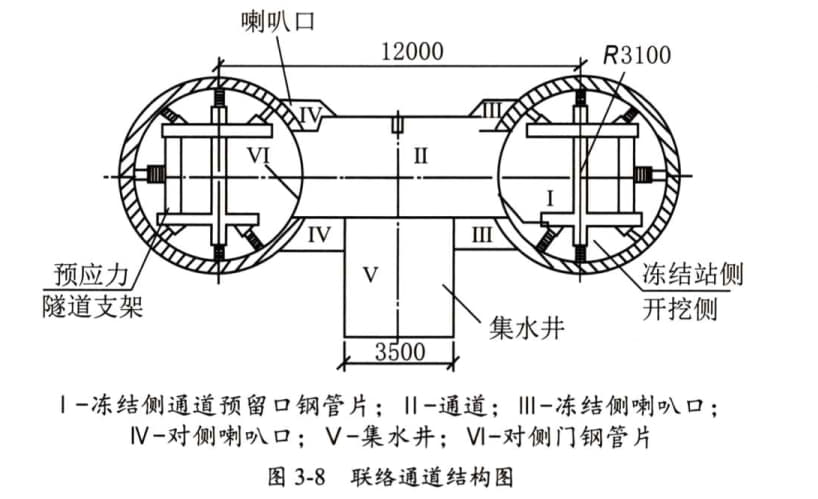 喇叭口
12000
R3100
IV
III
VI
II
I
IV
III
V
预应力
隧道支架
冻结站侧
开挖侧
集水井
3500
I-冻结侧通道预留口钢管片；II-通道；III-冻结侧喇叭口；
IV-对侧喇叭口；V-集水井；VI-对侧门钢管片
图 3-8 联络通道结构图